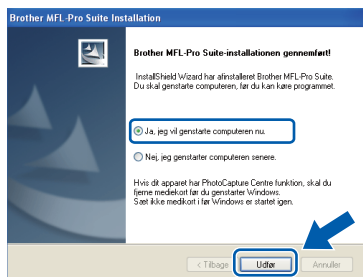 Brother MFL-Pro Suite Installation
Brother MFL-Pro Suite-installationen gennemført!
InstallShield Wizard har afinstalleret Brother MFL-Pro Suite.
Du skal genstarte computeren, før du kan køre programmet.
Ja, jeg vil genstarte computeren nu.
Nej, jeg genstarter computeren senere.
Hvis dit apparat har PhotoCapture Centre funktion, skal du
fjerne mediekort før du genstarter Windows.
Sæt ikke medikort i før Windows er startet igen.
< Tilbage
Udfør
Annuller